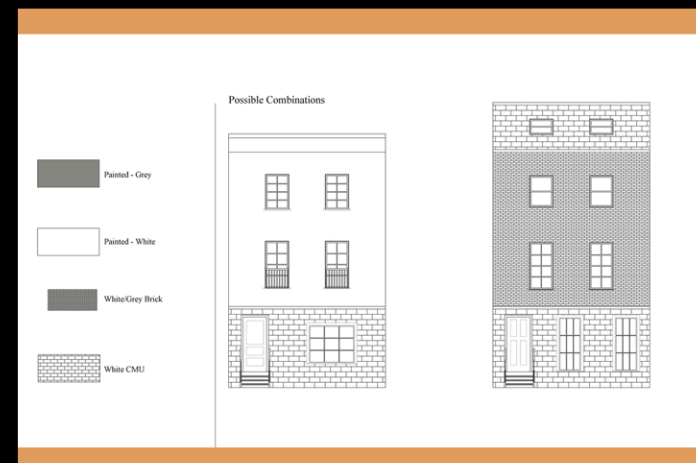 Possible Combinations
Painted - Grey
Painted - White
White/Grey Brick
White CMU